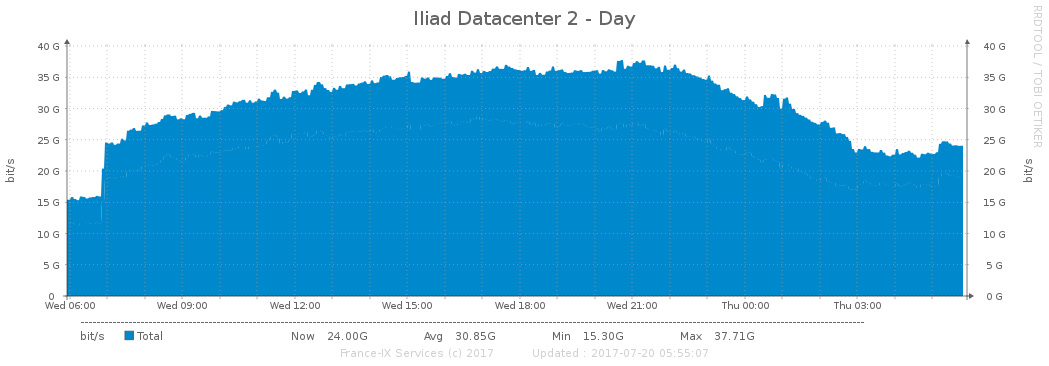 Iliad Datacenter 2 - Day
RRDTOOL / TOBI OETIKER
bit/s
40 G 40 G
35 G 35 G
30 G 30 G
25 G 25 G
20 G 20 G
15 G 15 G
10 G 10 G
5 G 5 G
0 0 G
bit/s
Wed 06:00 Wed 09:00 Wed 12:00 Wed 15:00 Wed 18:00 Wed 21:00 Thu 00:00 Thu 03:00
bit/s Total Now 24.00G Avg 30.85G Min 15.30G Max 37.71G
France-IX Services (c) 2017 Updated : 2017-07-20 05:55:07